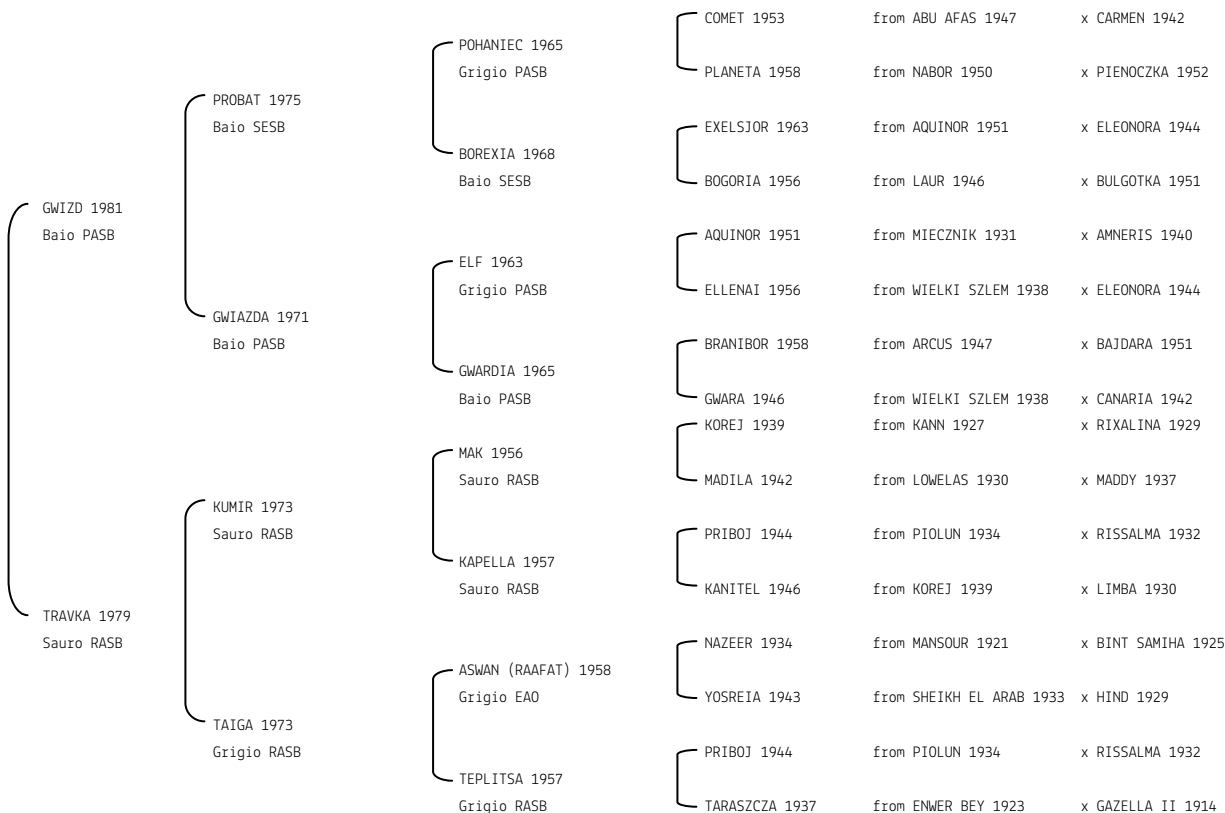 COMET 1953 from ABU AFAS 1947 x CARMEN 1942
POHANIEC 1965
Grigio PASB
PLANETA 1958 from NABOR 1950 x PIENOCZKA 1952
PROBAT 1975
Baio SESB
EXELSJOR 1963 from AQUINOR 1951 x ELEONORA 1944
BOREXIA 1968
Baio SESB
BOGORIA 1956 from LAUR 1946 x BULGOTKA 1951
GWIZD 1981
Baio PASB
AQUINOR 1951 from MIECZNIK 1931 x AMNERIS 1940
ELF 1963
Grigio PASB
ELLENAI 1956 from WIELKI SZLEM 1938 x ELEONORA 1944
GWIAZDA 1971
Baio PASB
BRANIBOR 1958 from ARCUS 1947 x BAJDARA 1951
GWARDIA 1965
Baio PASB
GWARA 1946 from WIELKI SZLEM 1938 x CANARIA 1942
KOREJ 1939 from KANN 1927 x RIXALINA 1929
MAK 1956
Sauro RASB
MADILA 1942 from LOWELAS 1930 x MADDY 1937
KUMIR 1973
Sauro RASB
PRIBOJ 1944 from PIOLUN 1934 x RISSALMA 1932
KAPELLA 1957
Sauro RASB
KANITEL 1946 from KOREJ 1939 x LIMBA 1930
TRAVKA 1979
Sauro RASB
NAZEER 1934 from MANSOUR 1921 x BINT SAMIHA 1925
ASWAN (RAAFAT) 1958
Grigio EAO
YOSREIA 1943 from SHEIKH EL ARAB 1933 x HIND 1929
TAIGA 1973
Grigio RASB
PRIBOJ 1944 from PIOLUN 1934 x RISSALMA 1932
TEPLITSA 1957
Grigio RASB
TARASZCZA 1937 from ENWER BEY 1923 x GAZELLA II 1914